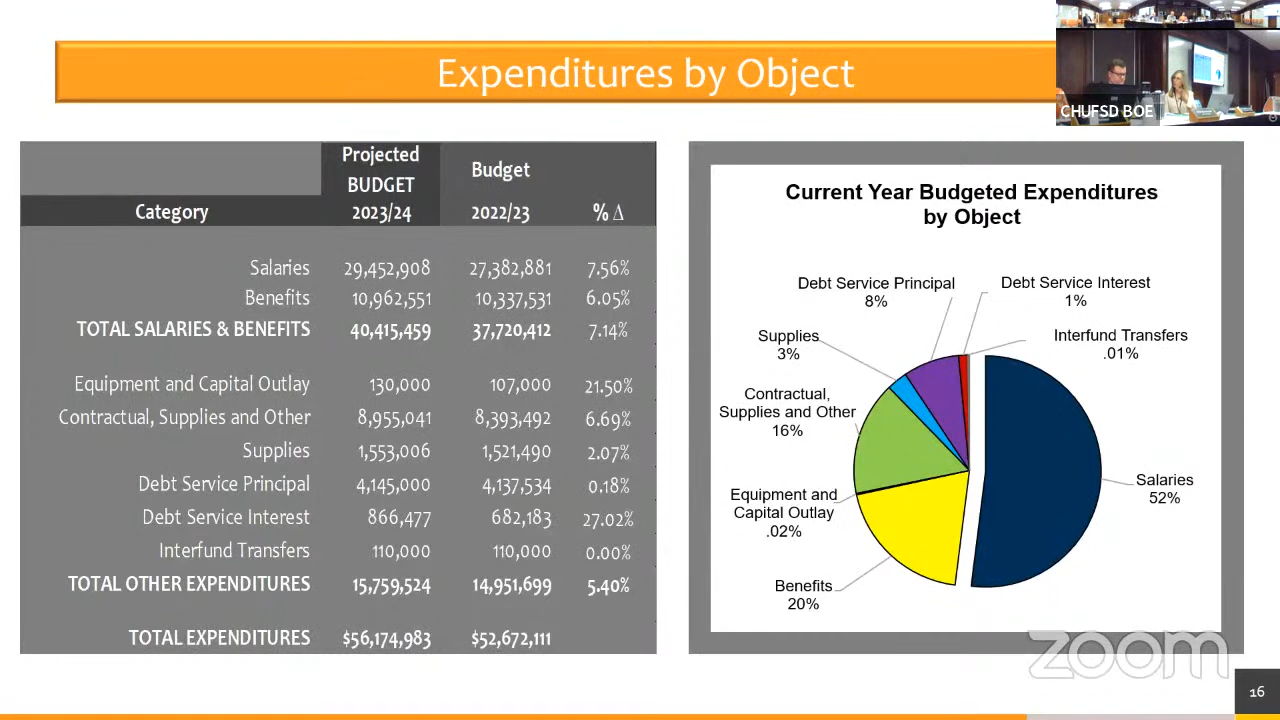 Expenditures by Object
CHUFSD BOE
Projected
BUDGET Budget
Category 2023/24 2022/23 % Δ
Salaries 29,452,908 27,382,881 7.56%
Benefits 10,962,551 10,337,531 6.05%
TOTAL SALARIES & BENEFITS 40,415,459 37,720,412 7.14%
Equipment and Capital Outlay 130,000 107,000 21.50%
Contractual, Supplies and Other 8,955,041 8,393,492 6.69%
Supplies 1,553,006 1,521,490 2.07%
Debt Service Principal 4,145,000 4,137,534 0.18%
Debt Service Interest 866,477 682,183 27.02%
Interfund Transfers 110,000 110,000 0.00%
TOTAL OTHER EXPENDITURES 15,759,524 14,951,699 5.40%
TOTAL EXPENDITURES $56,174,983 $52,672,111
Current Year Budgeted Expenditures
by Object
Debt Service Principal
8%
Debt Service Interest
1%
Supplies
3%
Interfund Transfers
.01%
Contractual,
Supplies and Other
16%
Salaries
52%
Equipment and
Capital Outlay
.02%
Benefits
20%
zoom
16